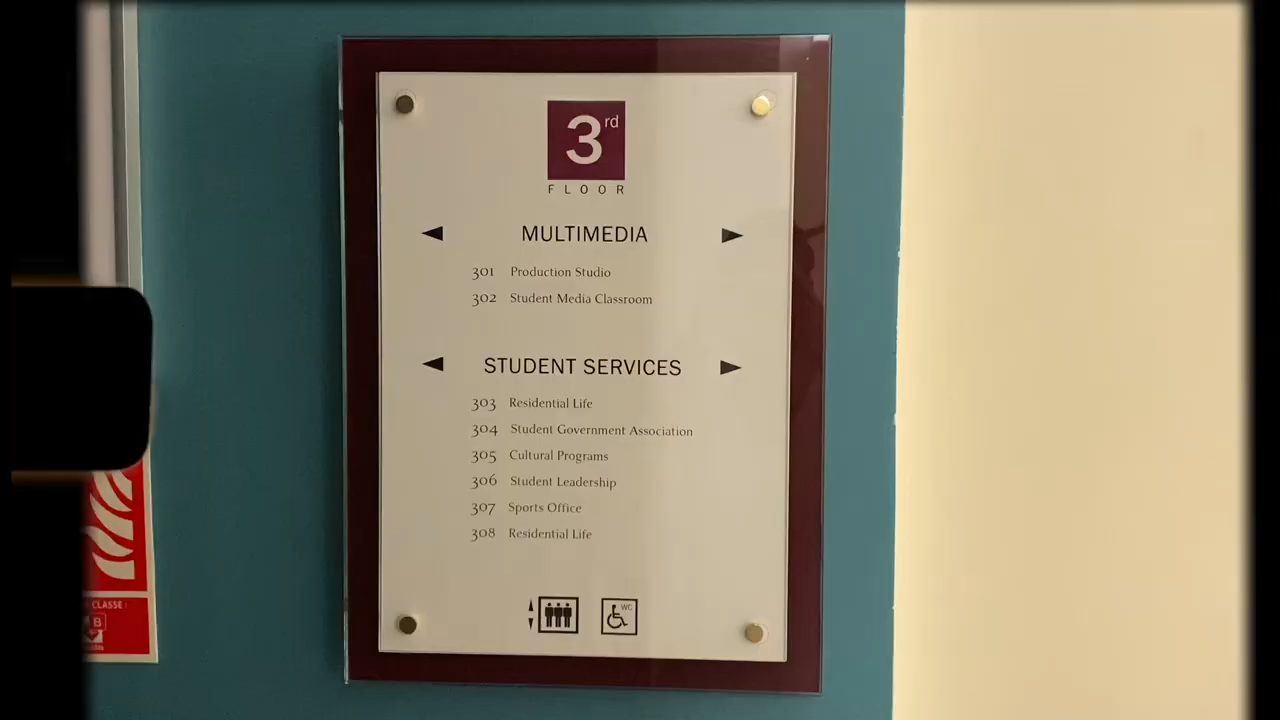 3rd
FLOOR
MULTIMEDIA
301 Production Studio
302 Student Media Classroom
STUDENT SERVICES
303 Residential Life
304 Student Government Association
305 Cultural Programs
306 Student Leadership
307 Sports Office
308 Residential Life
WC
CLASSE :
B